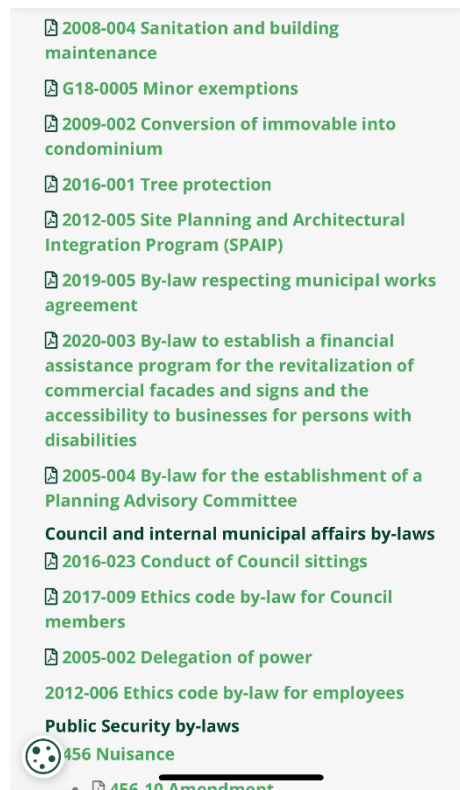 2008-004 Sanitation and building
maintenance
G18-0005 Minor exemptions
2009-002 Conversion of immovable into
condominium
2016-001 Tree protection
2012-005 Site Planning and Architectural
Integration Program (SPAIP)
2019-005 By-law respecting municipal works
agreement
2020-003 By-law to establish a financial
assistance program for the revitalization of
commercial facades and signs and the
accessibility to businesses for persons with
disabilities
2005-004 By-law for the establishment of a
Planning Advisory Committee
Council and internal municipal affairs by-laws
2016-023 Conduct of Council sittings
2017-009 Ethics code by-law for Council
members
2005-002 Delegation of power
2012-006 Ethics code by-law for employees
Public Security by-laws
456 Nuisance
456-10 Amendment